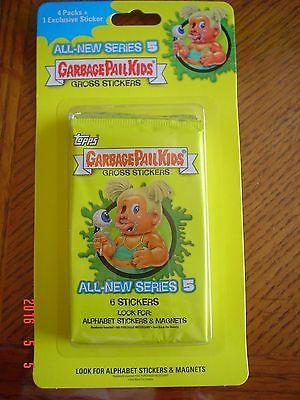 4 Packs +
1 Exclusive Sticker
ALL-NEW SERIES 5
GARBAGE PAIL KIDS
GROSS STICKERS
Topps
GARBAGE PAIL KIDS
GROSS STICKERS
ALL-NEW SERIES 5
6 STICKERS
LOOK FOR:
ALPHABET STICKERS & MAGNETS
2016 5 5
LOOK FOR ALPHABET STICKERS & MAGNETS